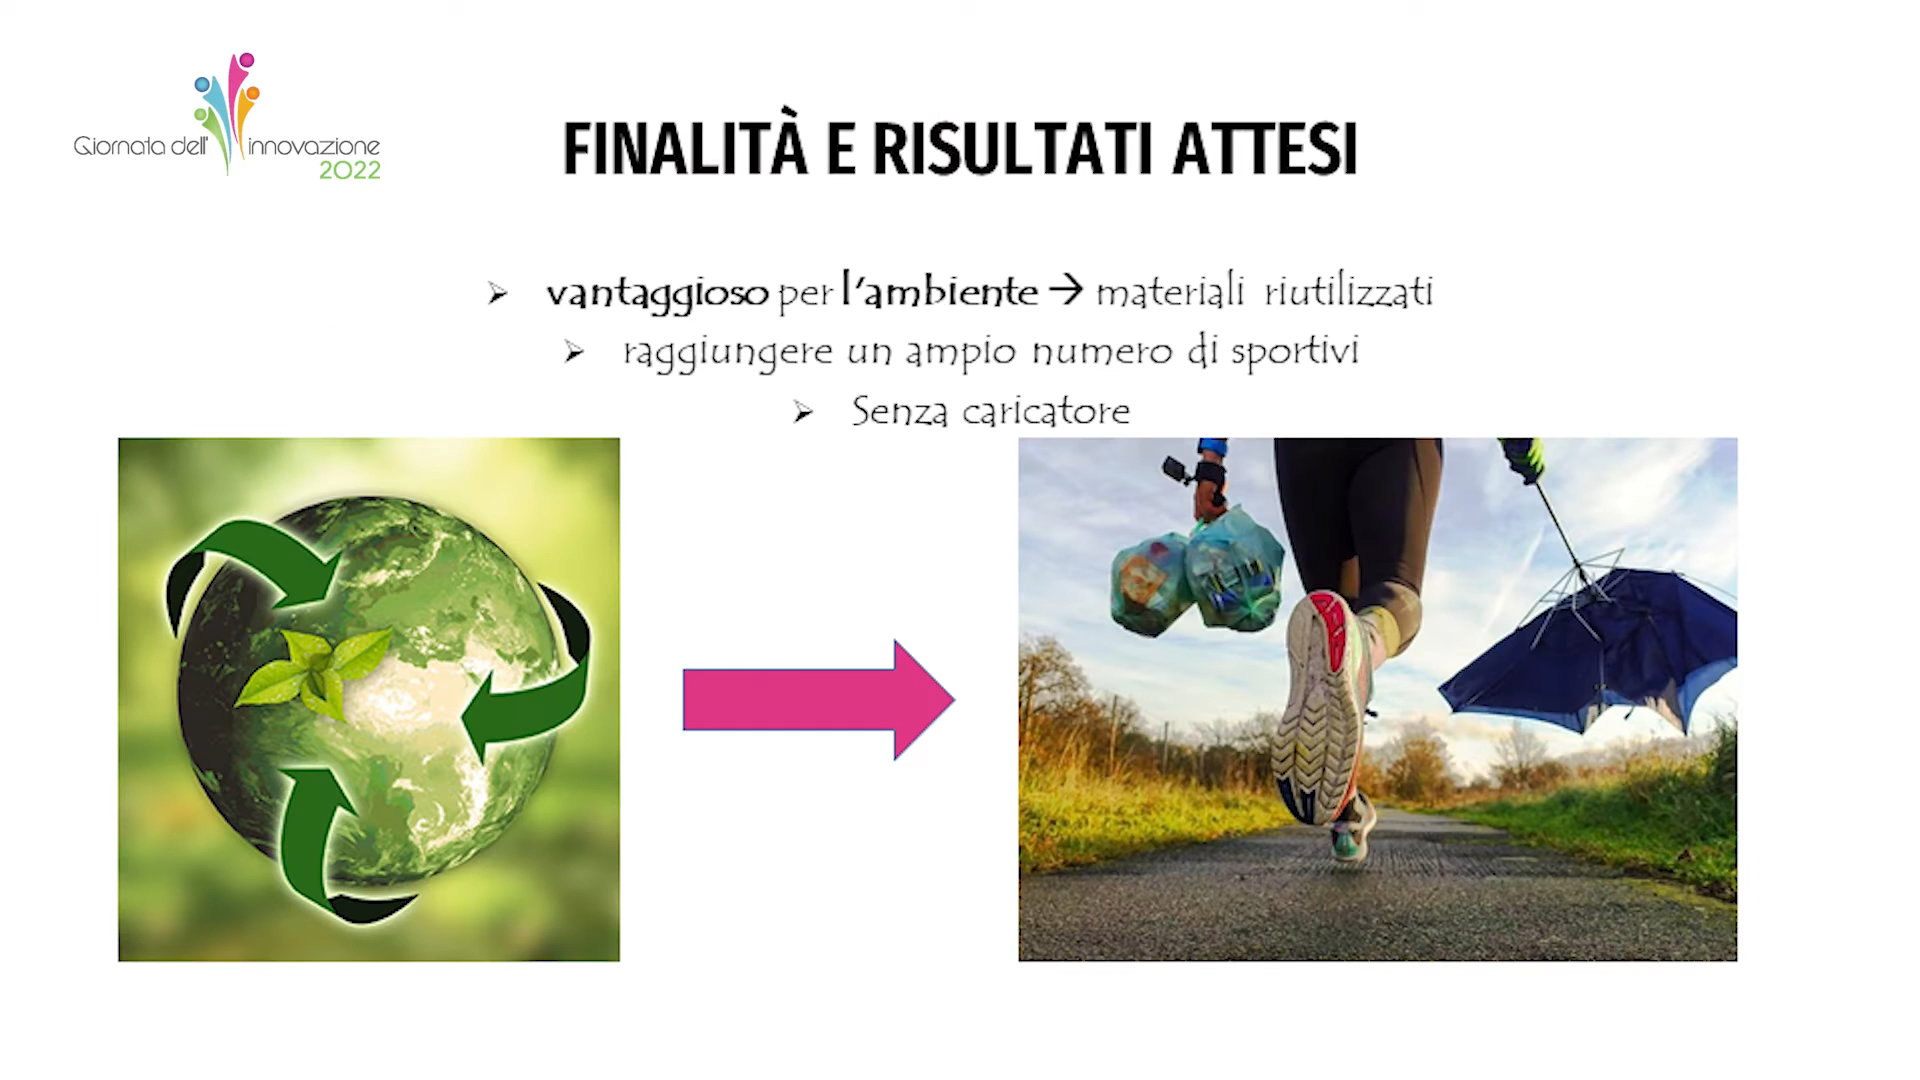 Giornata dell'innovazione
2022
FINALITÀ E RISULTATI ATTESI
➢ vantaggioso per l'ambiente → materiali riutilizzati
➢ raggiungere un ampio numero di sportivi
➢ Senza caricatore